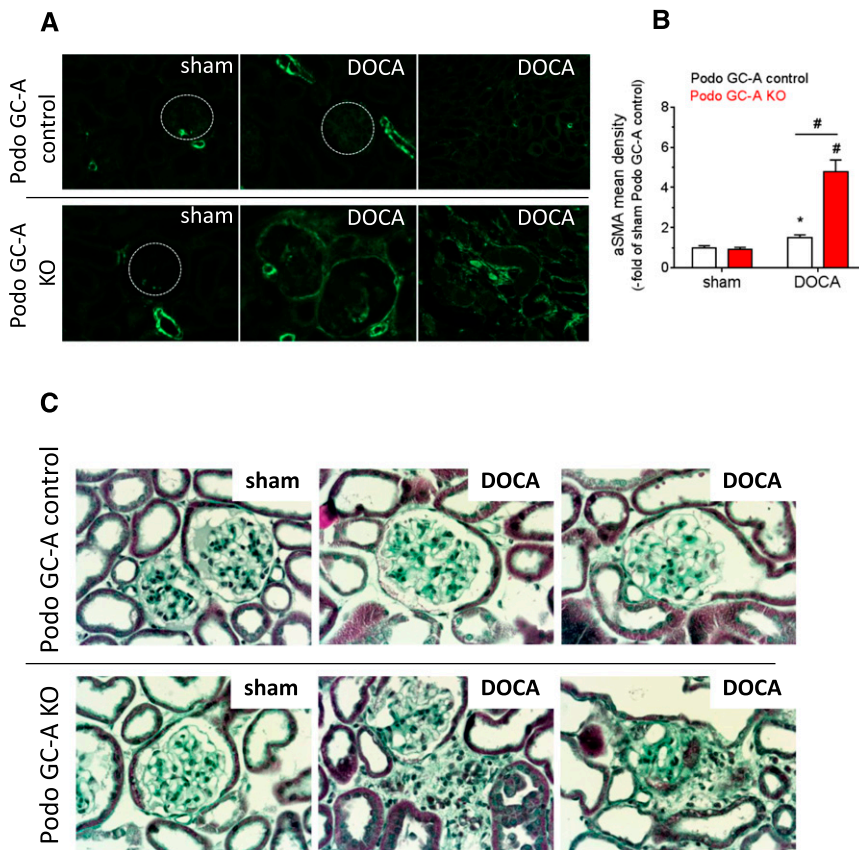 A
Podo GC-A
control
sham
DOCA
DOCA
Podo GC-A
KO
sham
DOCA
DOCA
B
Podo GC-A control
Podo GC-A KO
aSMA mean density
(-fold of sham Podo GC-A control)
8
6
4
2
0
#
#
*
sham
DOCA
C
Podo GC-A control
sham
DOCA
DOCA
Podo GC-A KO
sham
DOCA
DOCA